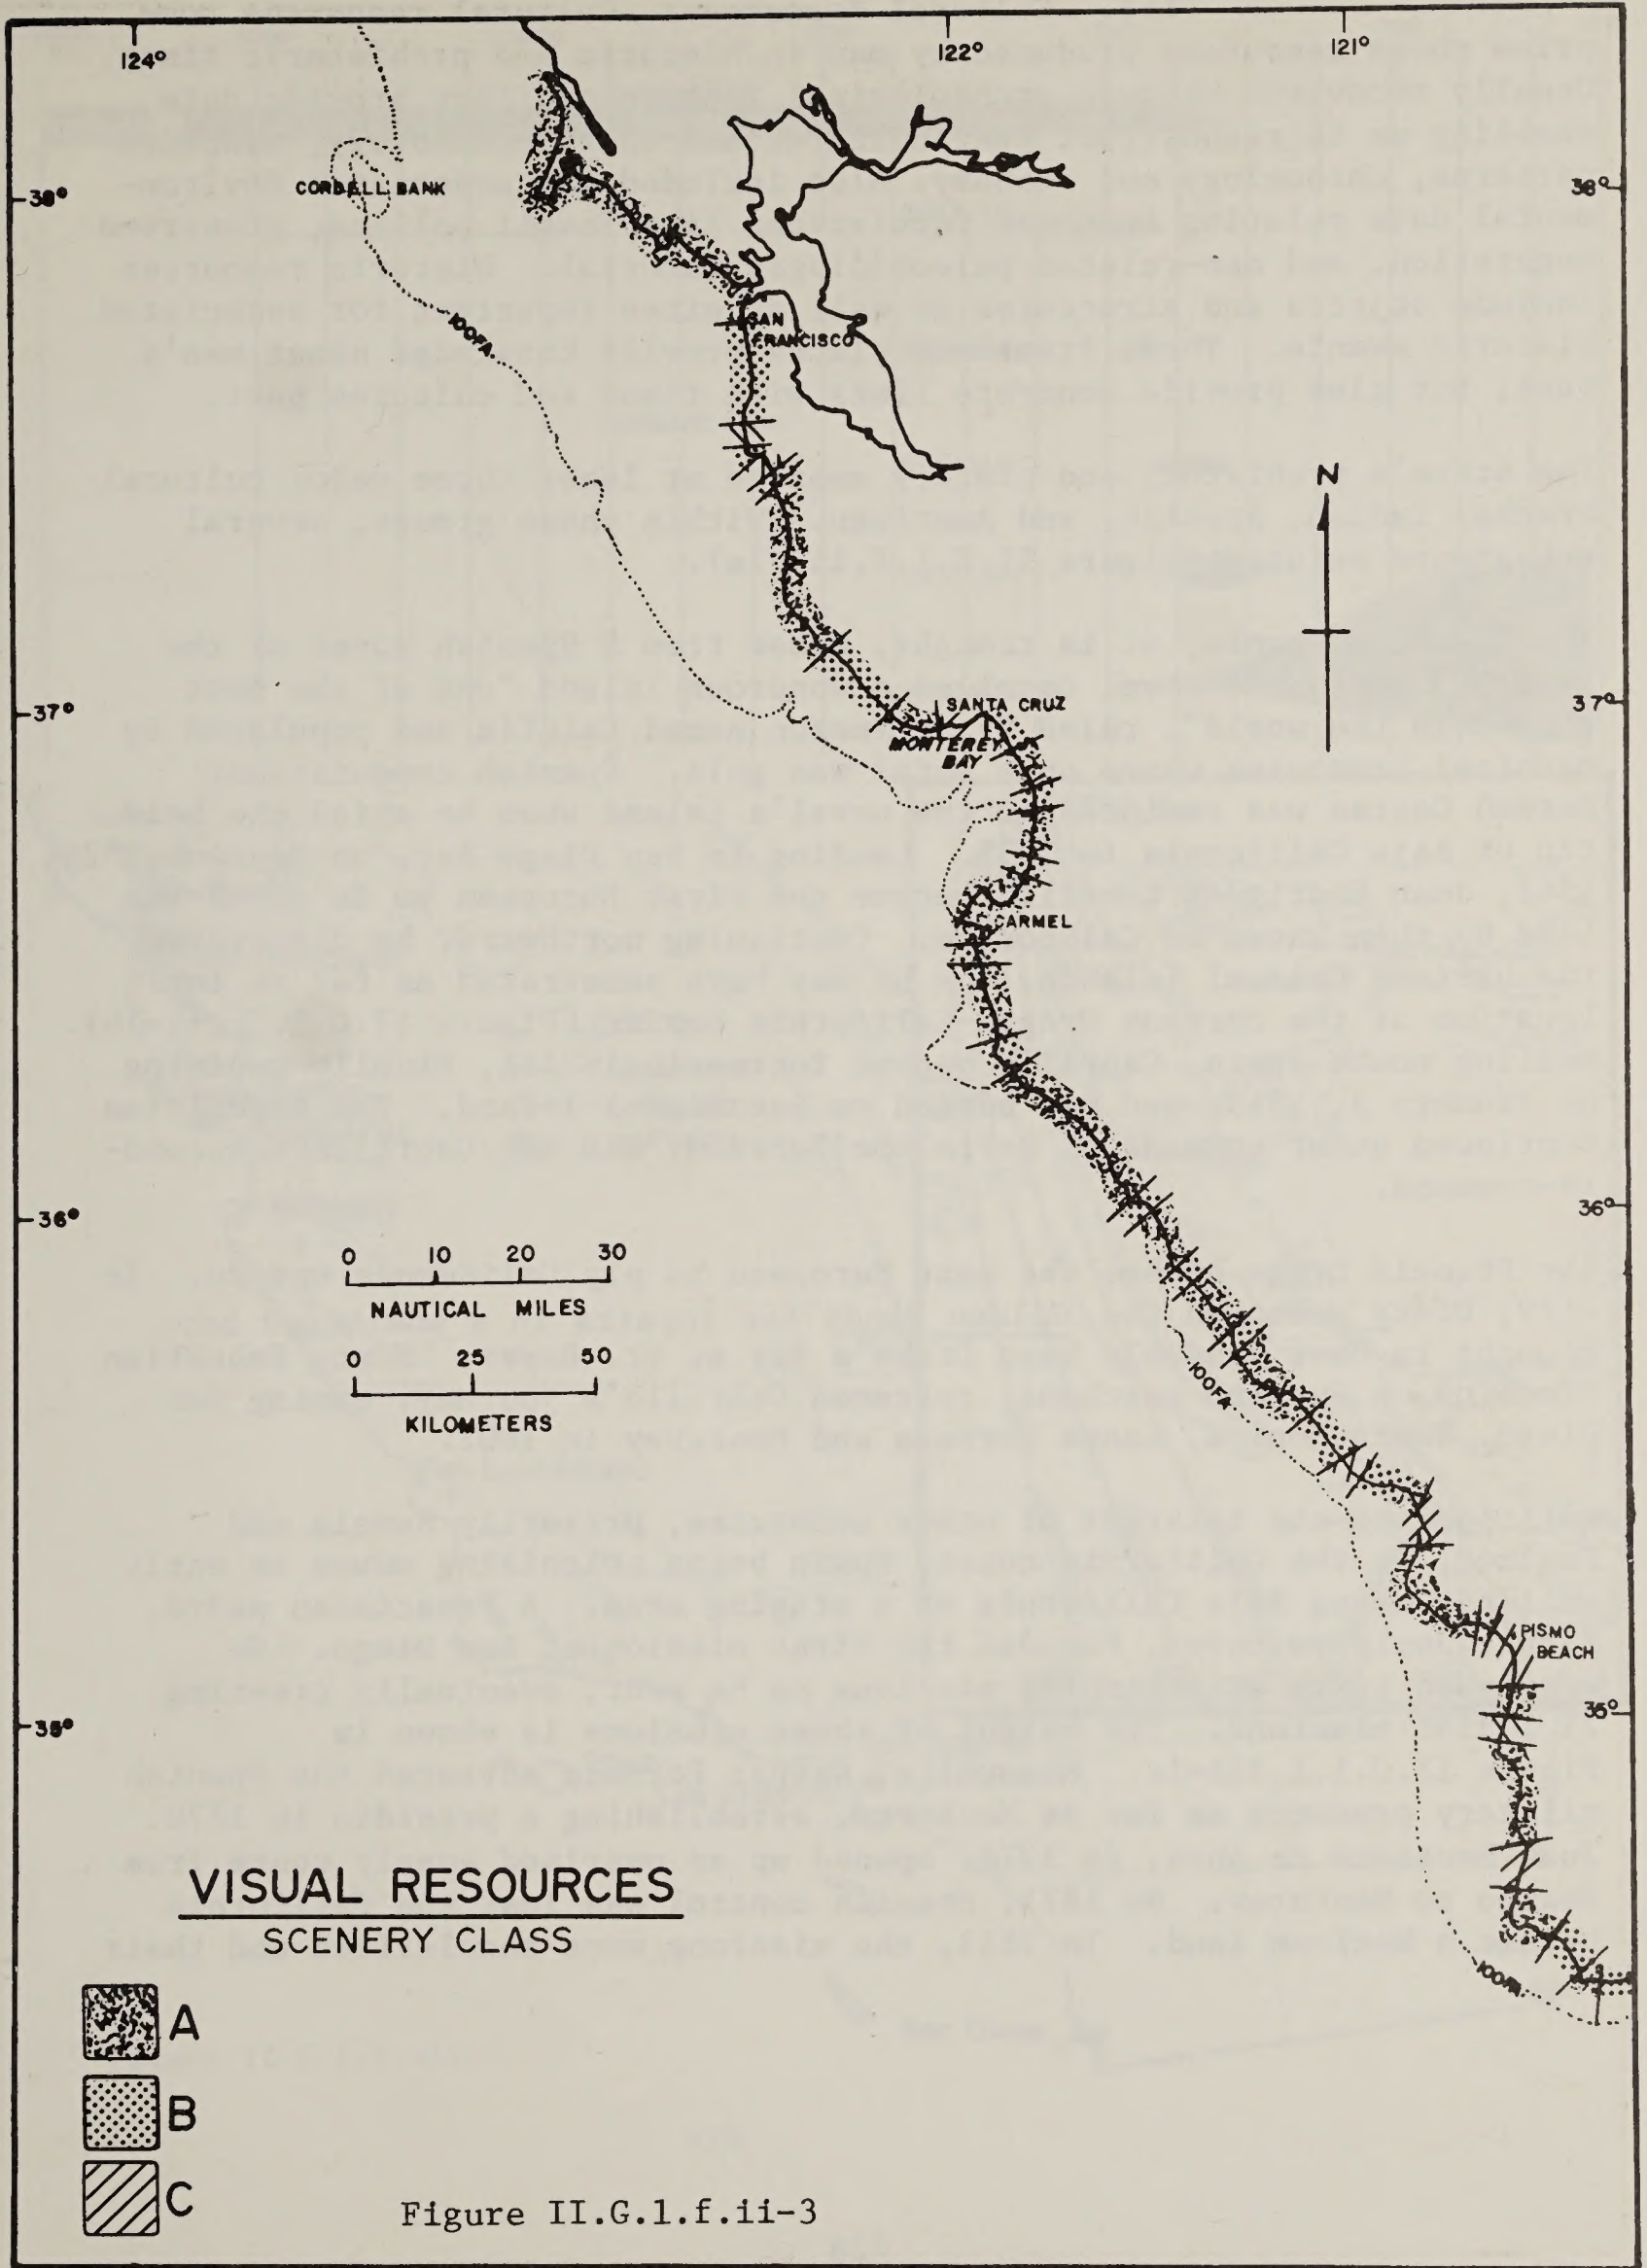 124°
122°
121°
CORDELL BANK
38°
38°
100FA.
SAN
FRANCISCO
N
37°
37°
SANTA CRUZ
MONTEREY
BAY
CARMEL
36°
36°
0 10 20 30
NAUTICAL MILES
0 25 50
KILOMETERS
100FA.
PISMO
BEACH
35°
35°
VISUAL RESOURCES
SCENERY CLASS
100FA.
A
B
C
Figure II.G.1.f.ii-3